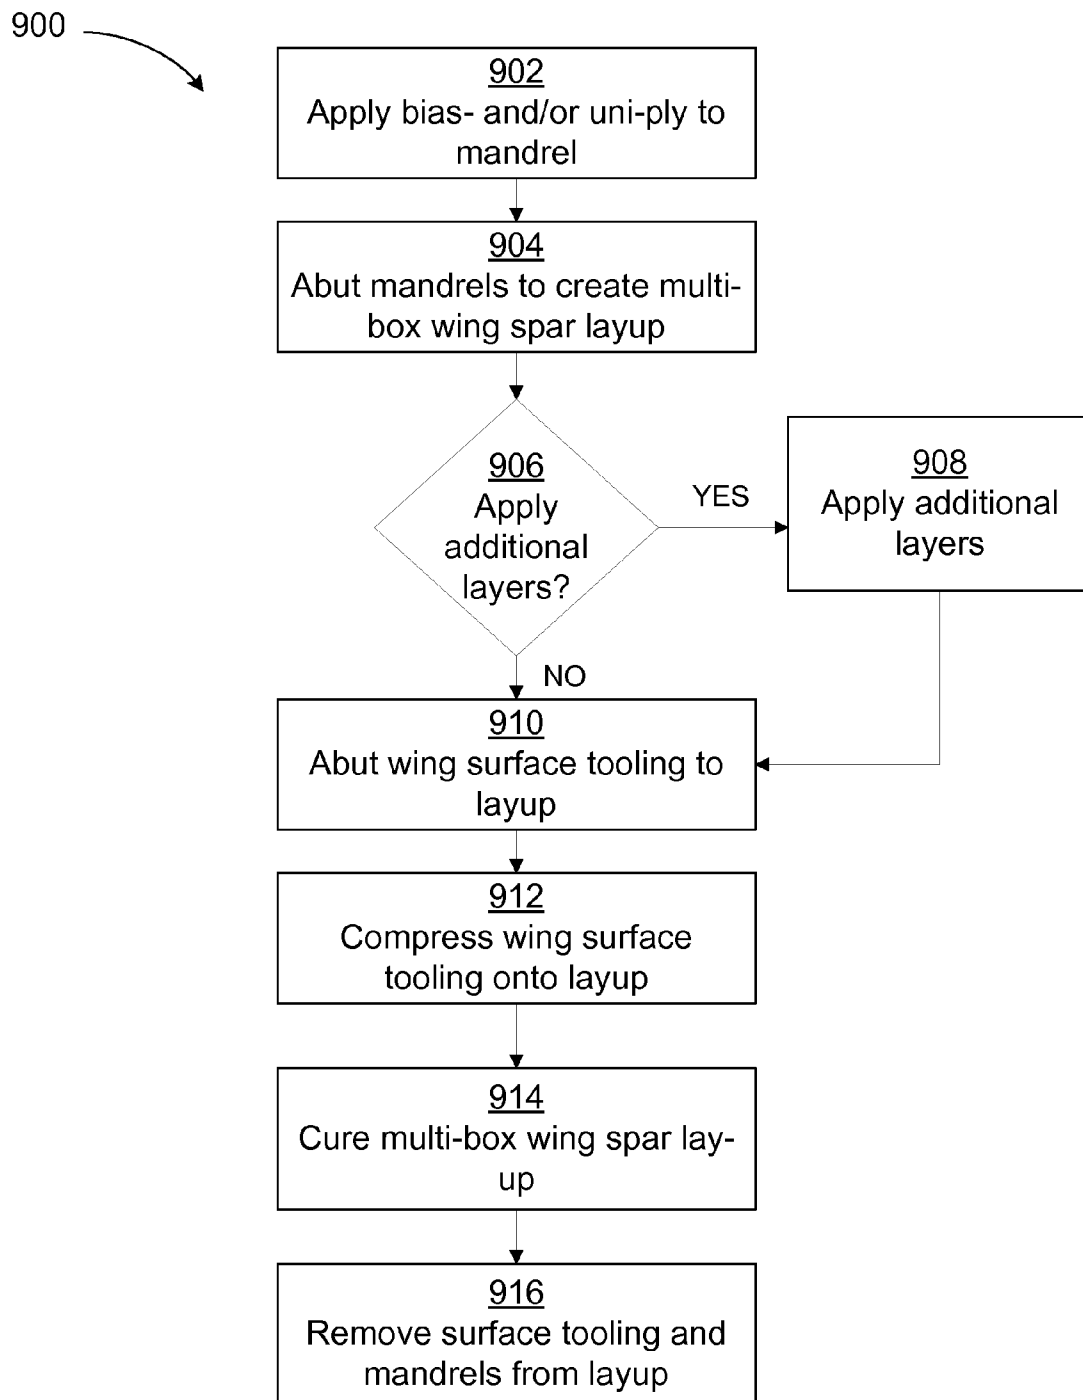 900
902
Apply bias- and/or uni-ply to
mandrel
904
Abut mandrels to create multi-
box wing spar layup
906
Apply
additional
layers?
YES
908
Apply additional
layers
NO
910
Abut wing surface tooling to
layup
912
Compress wing surface
tooling onto layup
914
Cure multi-box wing spar lay-
up
916
Remove surface tooling and
mandrels from layup